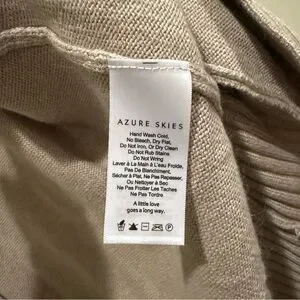 AZURE SKIES
Hand Wash Cold,
No Bleach, Dry Flat,
Do Not Iron, Or Dry Clean
Do Not Rub Stains
Do Not Wring
Laver à La Main à L'eau Froide,
Pas De Blanchiment,
Sécher à Plat, Ne Pas Repasser,
Ou Nettoyer à Sec
Ne Pas Frotter Les Taches
Ne Pas Tordre
A little love
goes a long way.